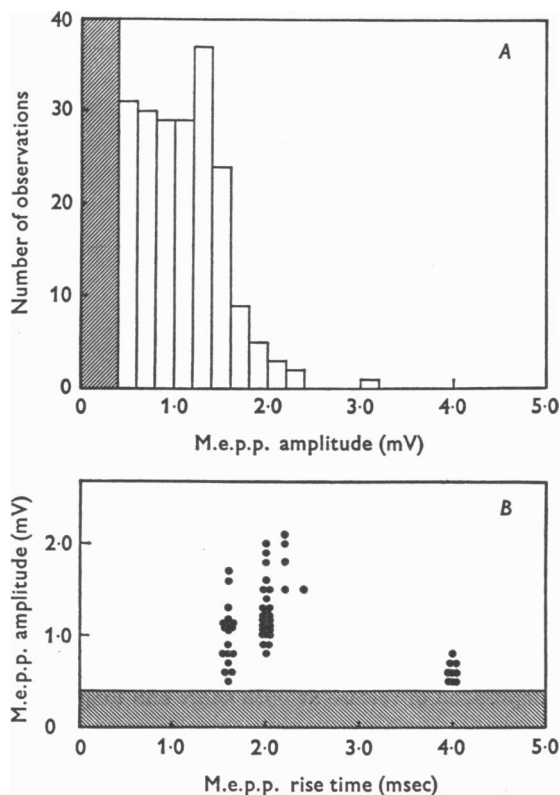 A
40
30
20
10
0
Number of observations
0 1·0 2·0 3·0 4·0 5·0
M.e.p.p. amplitude (mV)
B
2·0
1·0
0
M.e.p.p. amplitude (mV)
0 1·0 2·0 3·0 4·0 5·0
M.e.p.p. rise time (msec)